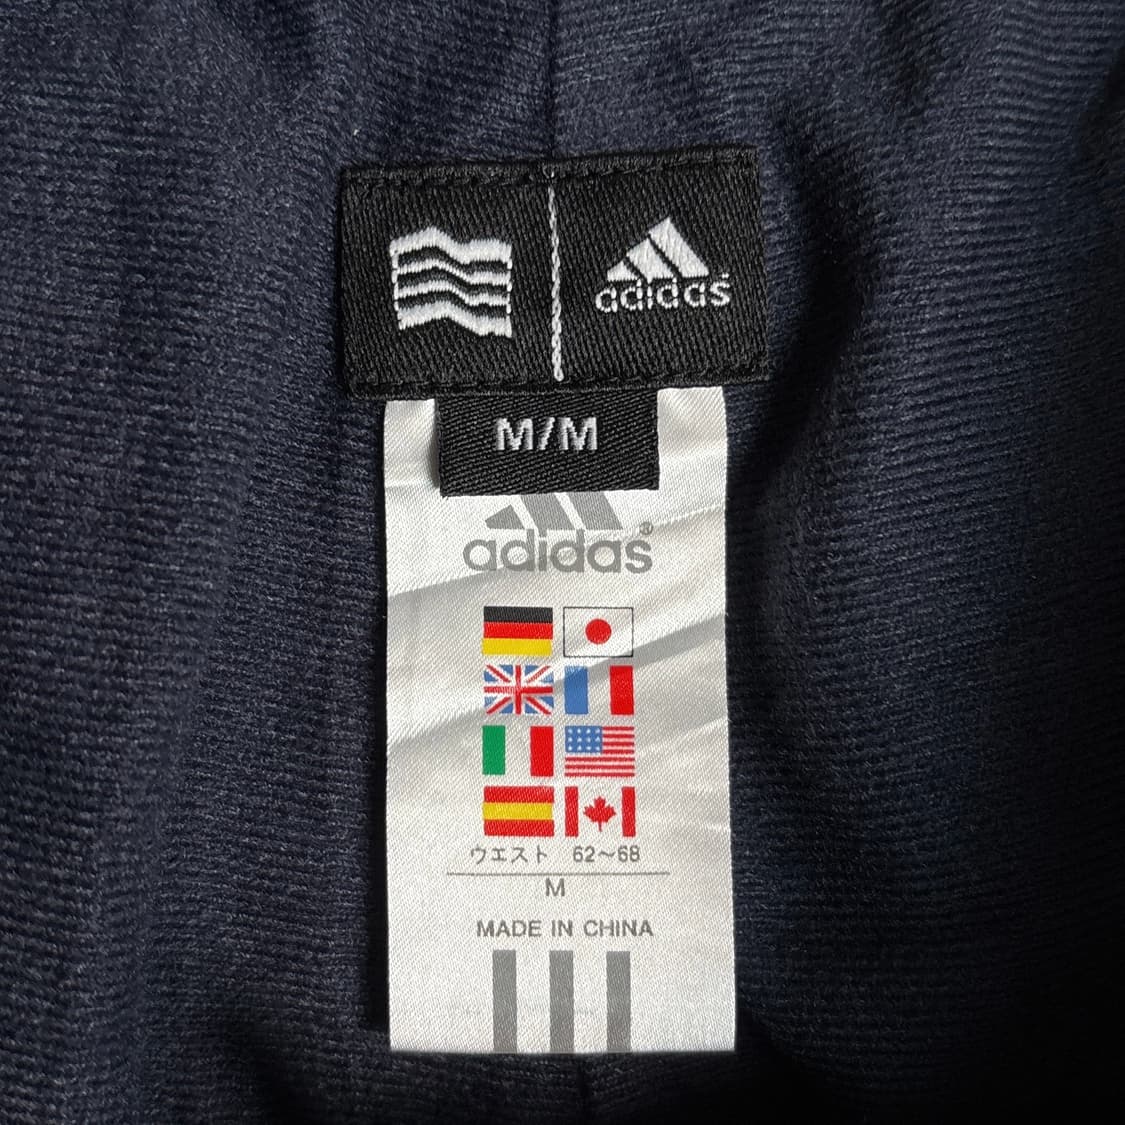 adidas
M/M
adidas®
ウエスト 62～68
M
MADE IN CHINA